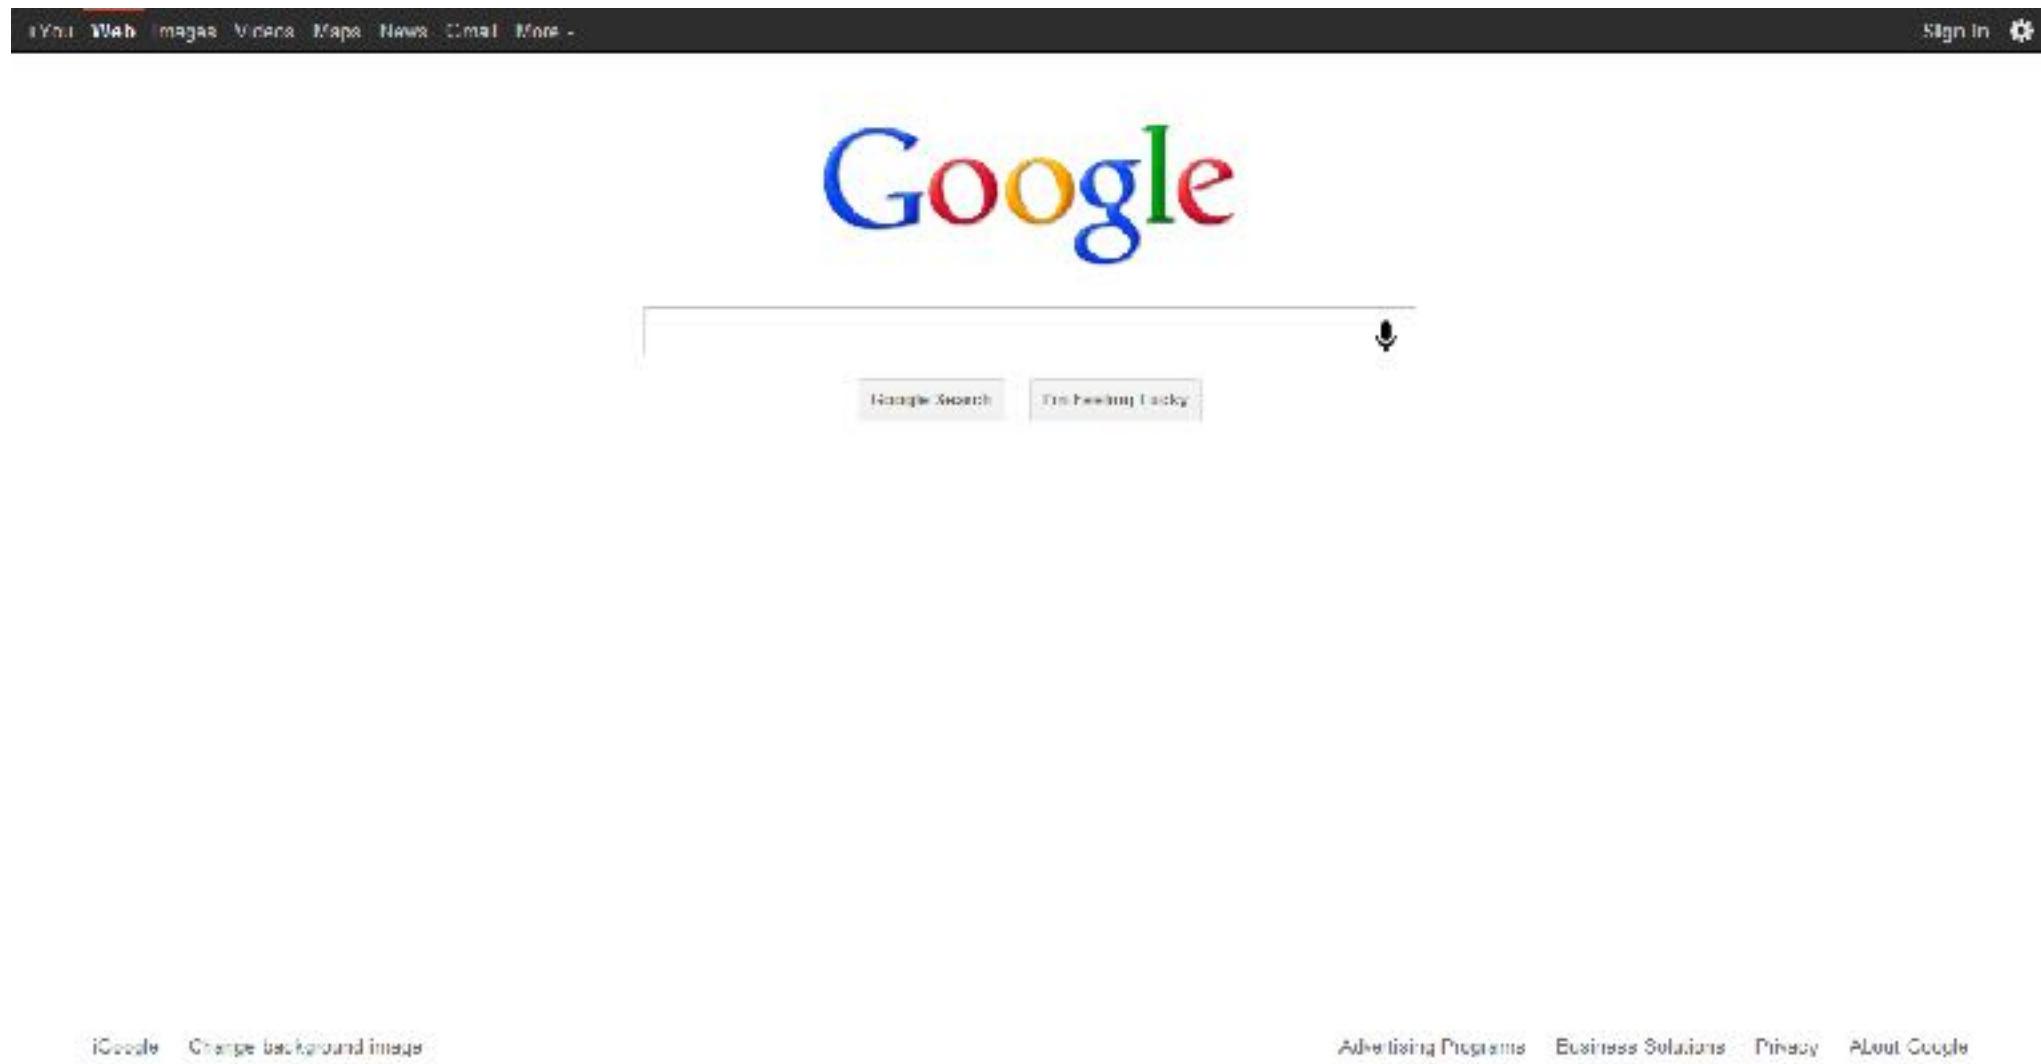 +You Web Images Videos Maps News Gmail More -
Sign in
Google
Google Search I'm Feeling Lucky
iGoogle Change background image
Advertising Programs Business Solutions Privacy About Google